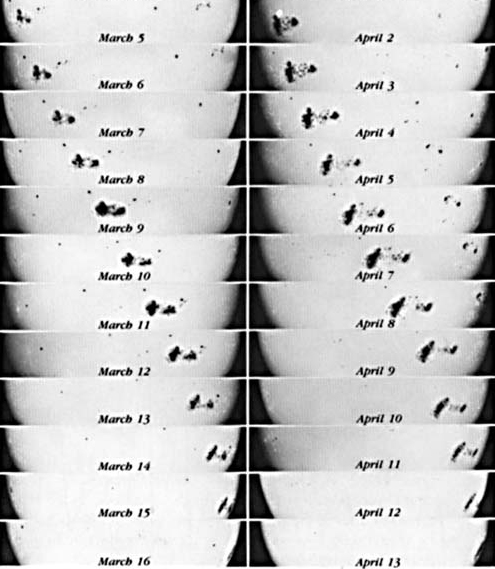 March 5
March 6
March 7
March 8
March 9
March 10
March 11
March 12
March 13
March 14
March 15
March 16
April 2
April 3
April 4
April 5
April 6
April 7
April 8
April 9
April 10
April 11
April 12
April 13